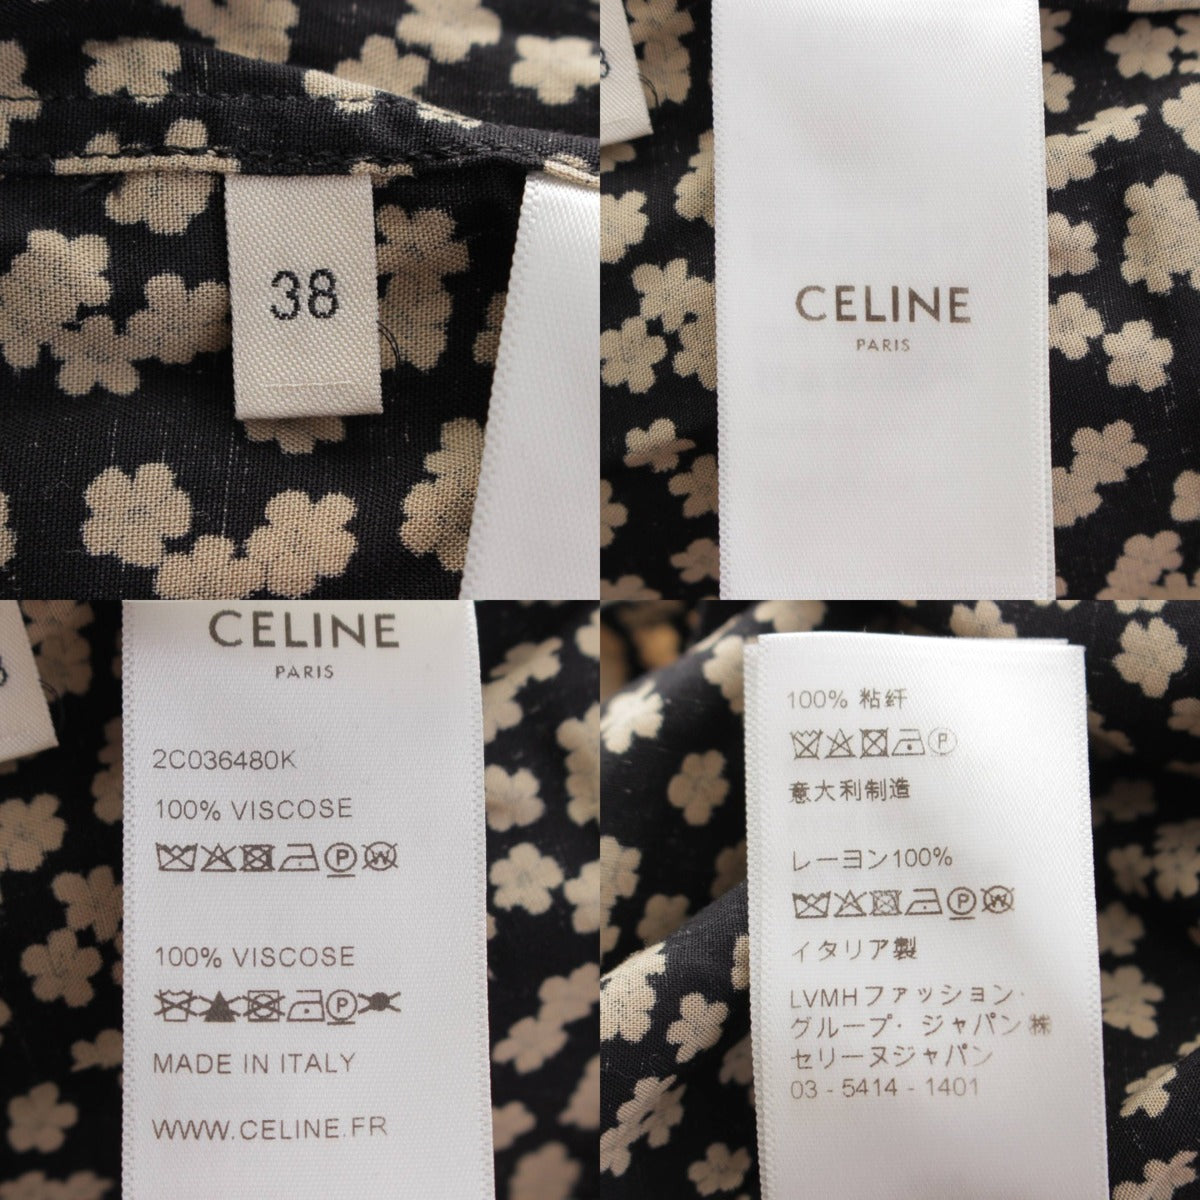 38
CELINE
PARIS
CELINE
PARIS
2C036480K
100% VISCOSE
P W
100% VISCOSE
P
MADE IN ITALY
WWW.CELINE.FR
100% 粘纤
P
意大利制造
レーヨン100%
P W
イタリア製
LVMHファッション·
グループ· ジャパン㈱
セリーヌジャパン
03 - 5414 - 1401